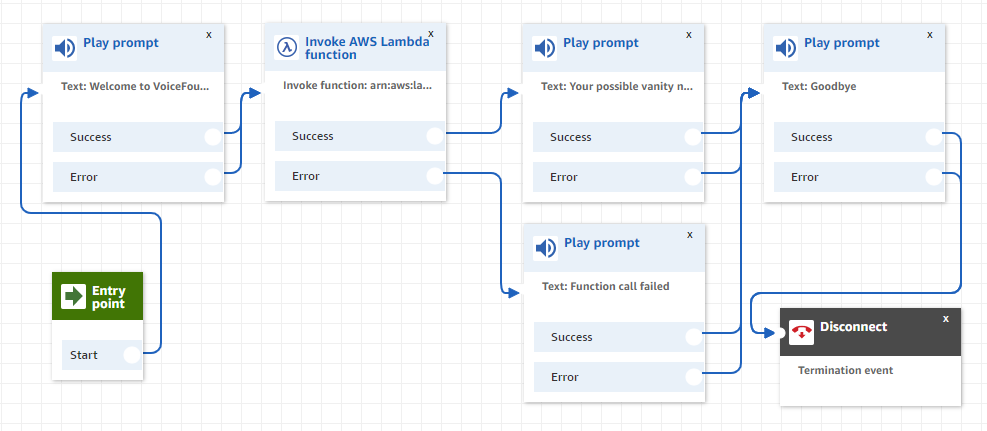 Play prompt
x
Text: Welcome to VoiceFou...
Success
Error
Invoke AWS Lambda
function
x
Invoke function: arn:aws:la...
Success
Error
Play prompt
x
Text: Your possible vanity n...
Success
Error
Play prompt
x
Text: Goodbye
Success
Error
Play prompt
x
Text: Function call failed
Success
Error
Entry
point
Start
Disconnect
x
Termination event